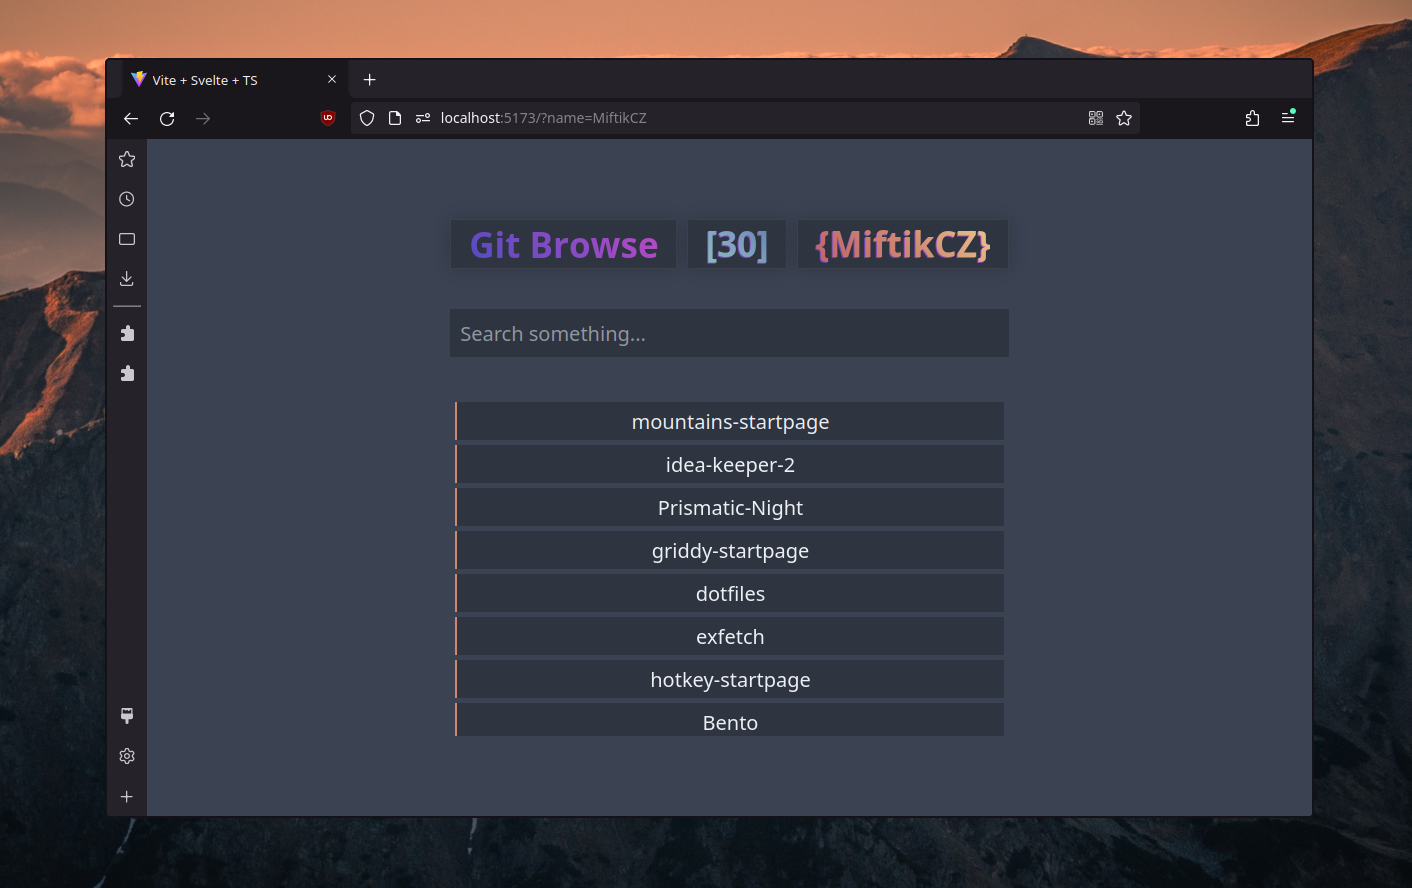 Vite + Svelte + TS
localhost:5173/?name=MiftikCZ
Git Browse [30] {MiftikCZ}
Search something...
mountains-startpage
idea-keeper-2
Prismatic-Night
griddy-startpage
dotfiles
exfetch
hotkey-startpage
Bento